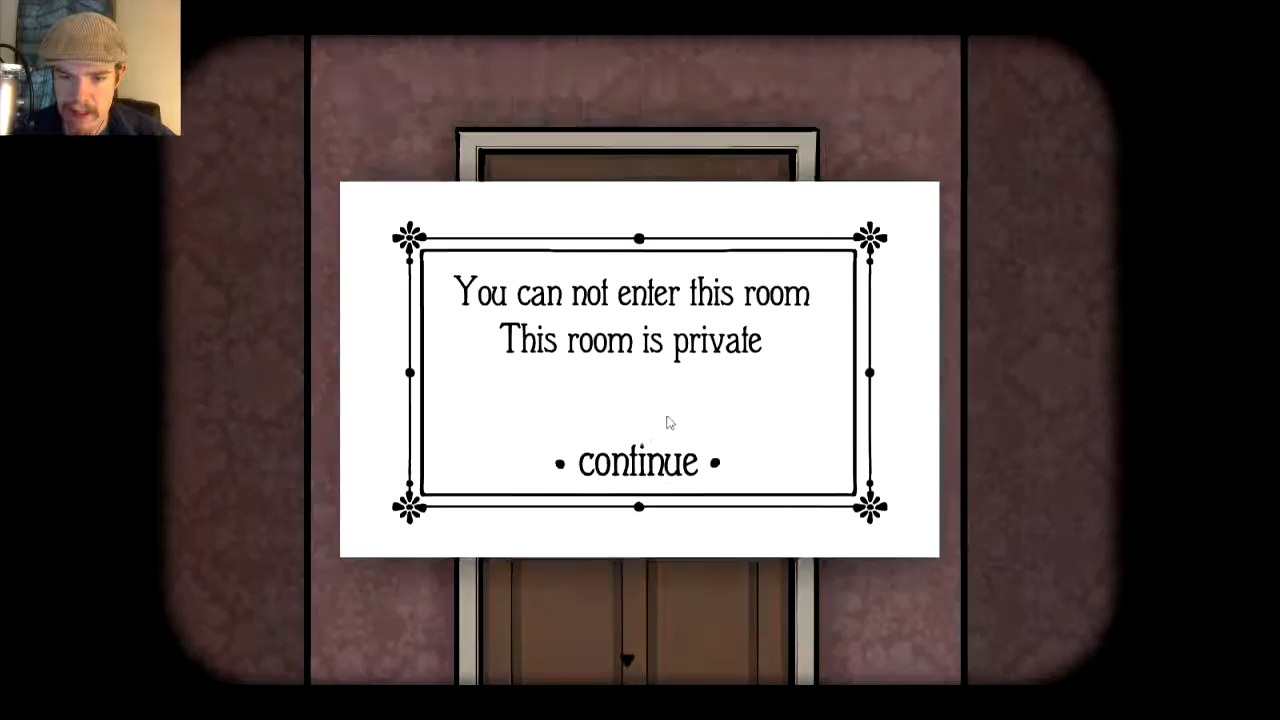 You can not enter this room
This room is private
• continue •